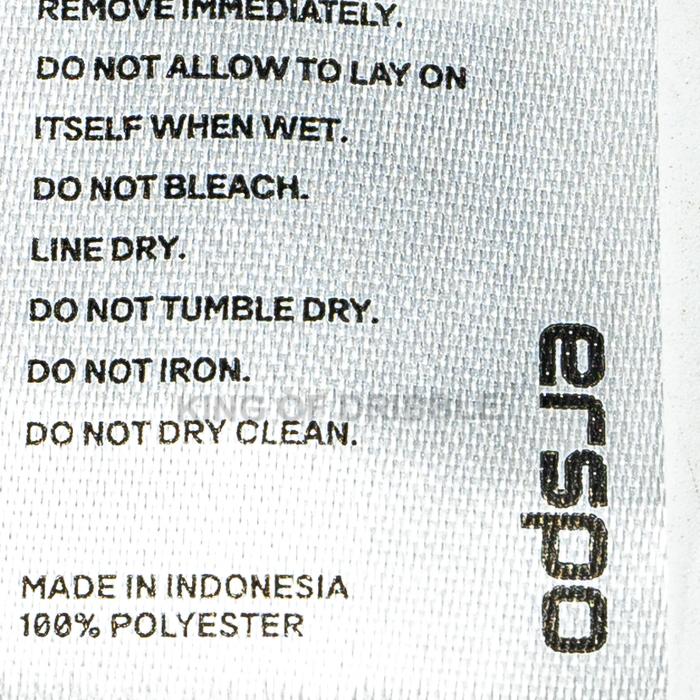 REMOVE IMMEDIATELY.
DO NOT ALLOW TO LAY ON
ITSELF WHEN WET.
DO NOT BLEACH.
LINE DRY.
DO NOT TUMBLE DRY.
DO NOT IRON.
KING OF DRIBBLE
DO NOT DRY CLEAN.
erspo
MADE IN INDONESIA
100% POLYESTER